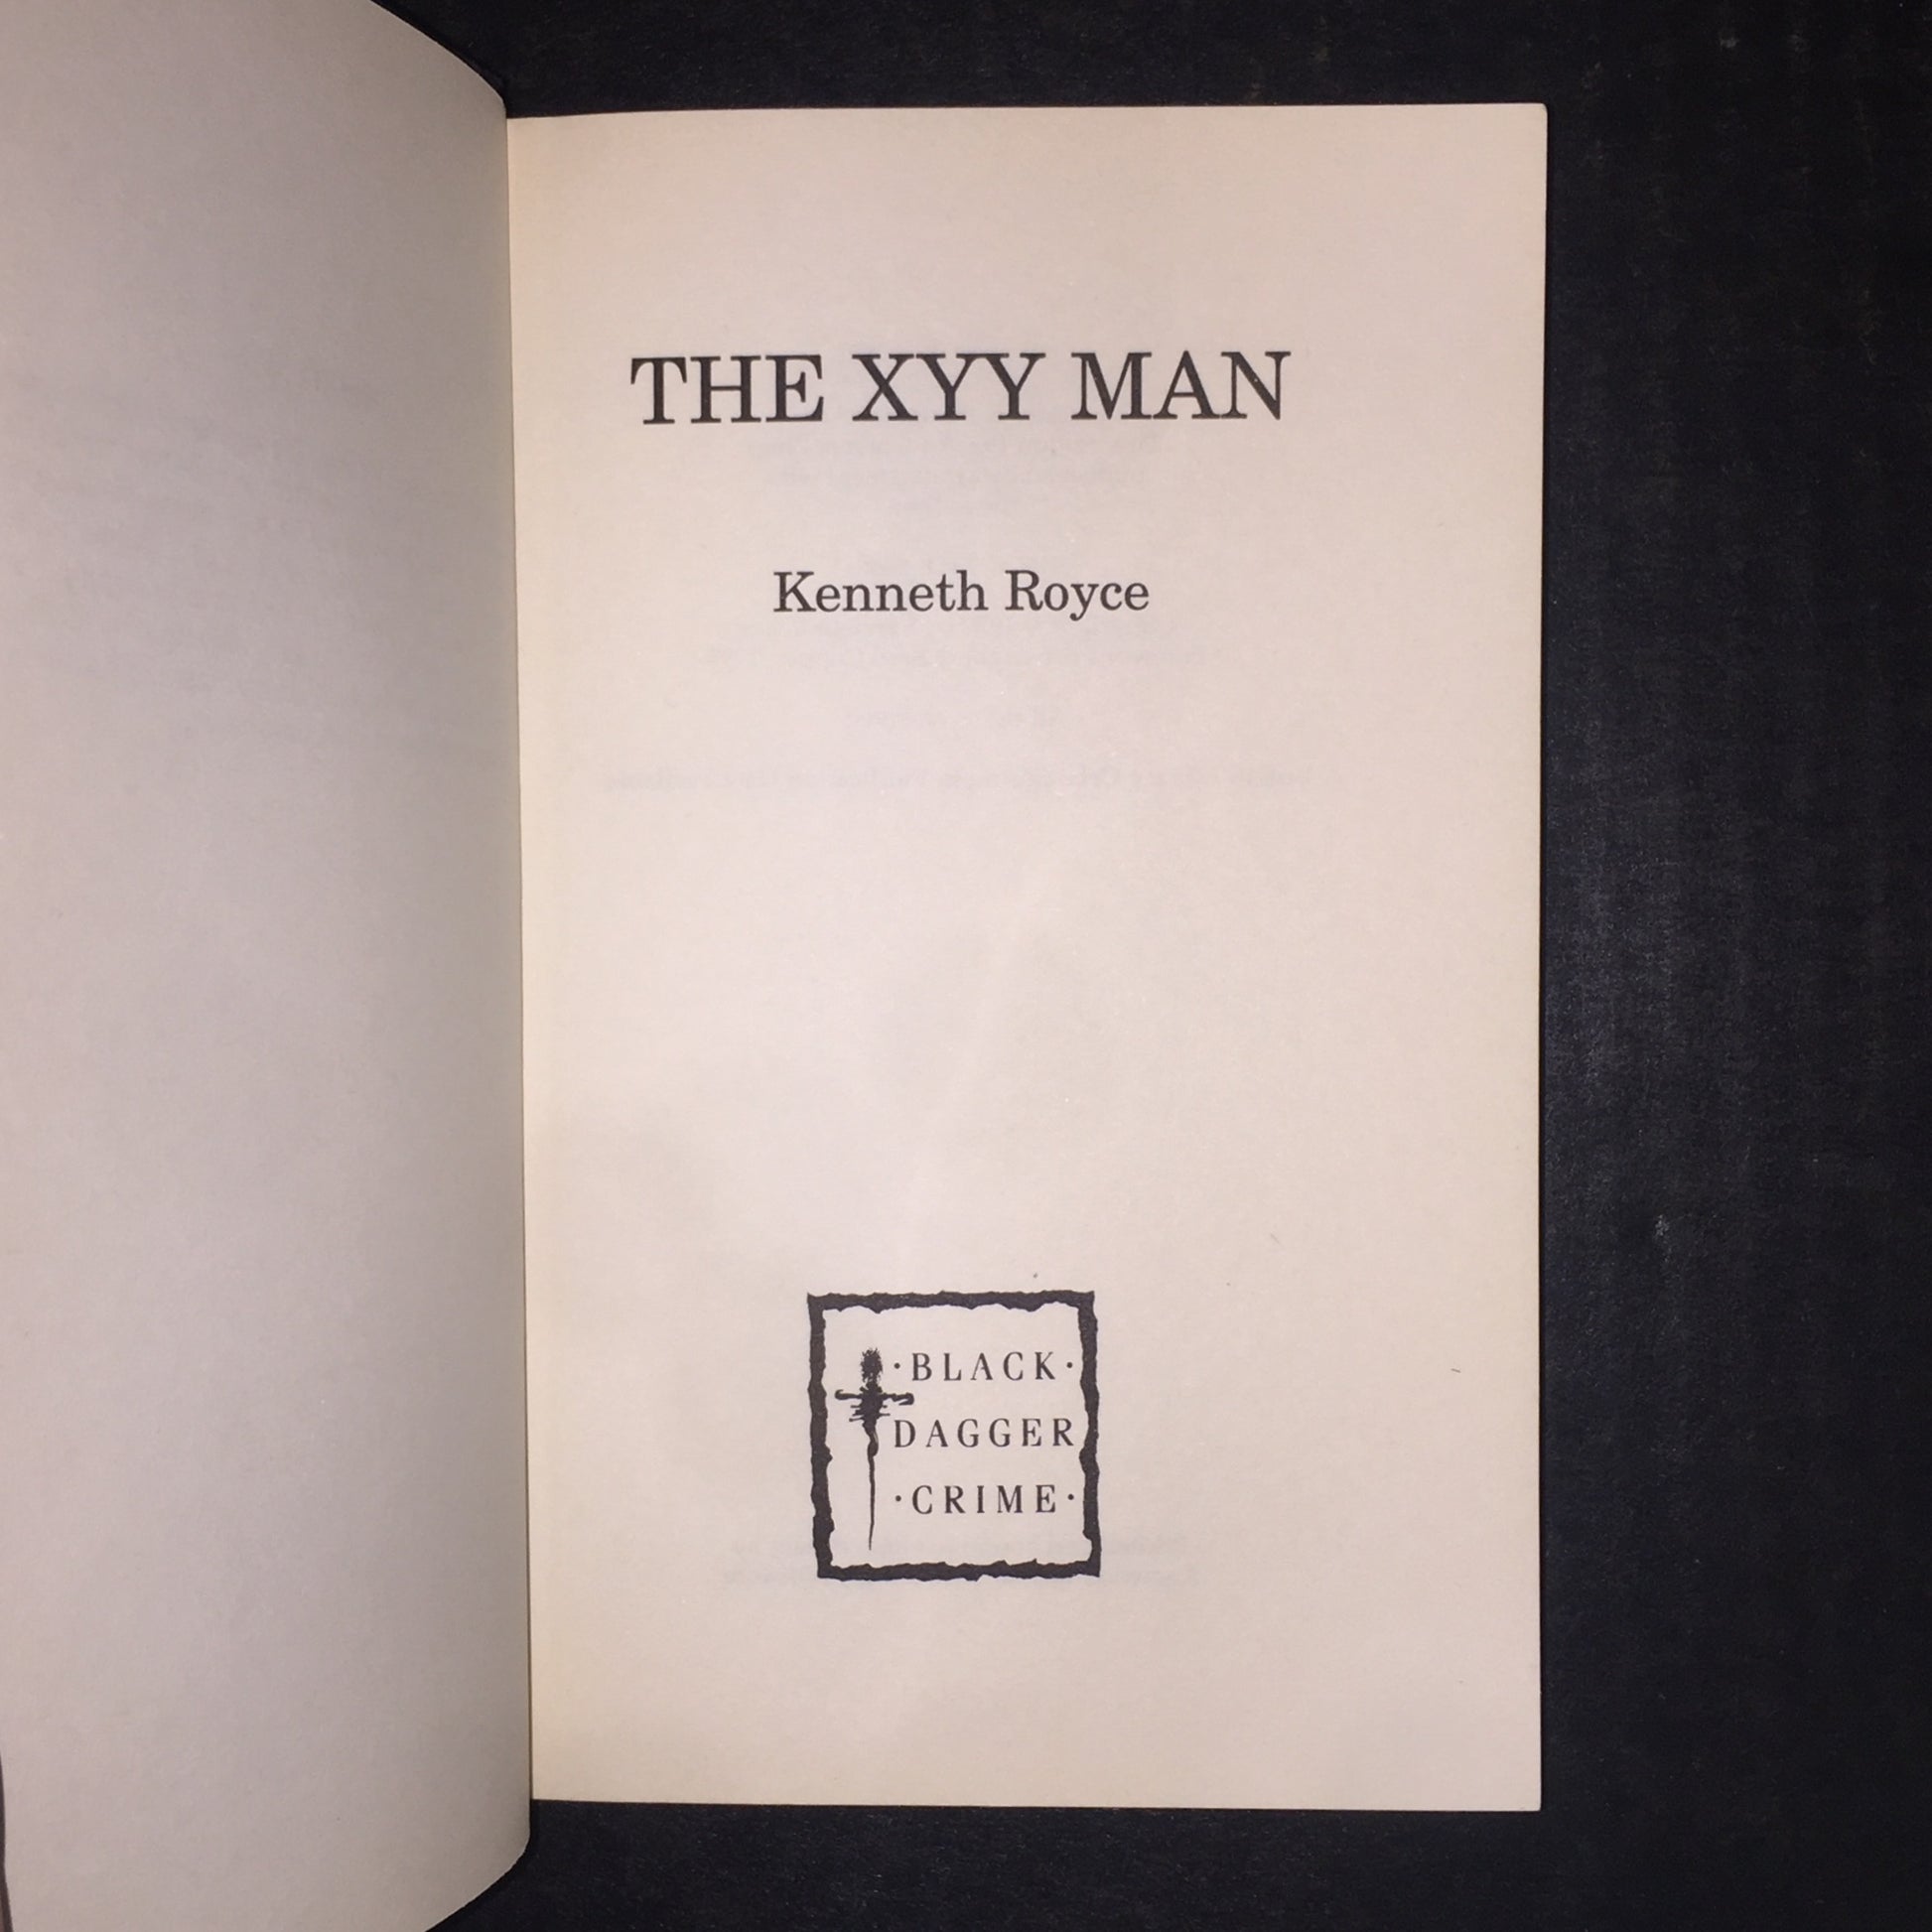 THE XYY MAN
Kenneth Royce
·BLACK·
DAGGER
·CRIME·